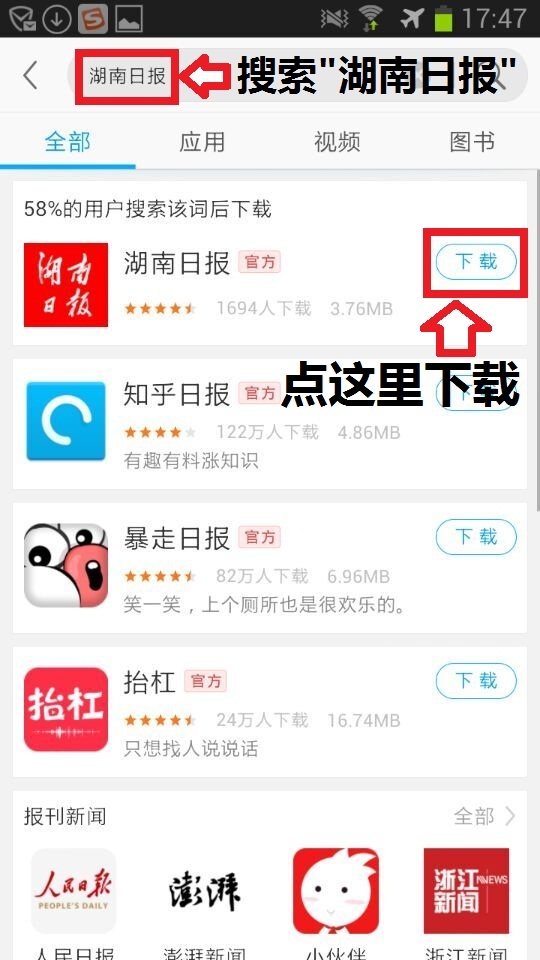 17:47
湖南日报
搜索"湖南日报"
全部 应用 视频 图书
58%的用户搜索该词后下载
湖南日报
湖南日报 官方
下载
1694人下载 3.76MB
点这里下载
知乎日报 官方
122万人下载 4.86MB
有趣有料涨知识
暴走日报 官方
下载
82万人下载 6.96MB
笑一笑，上个厕所也是很欢乐的。
抬杠
抬杠 官方
下载
24万人下载 16.74MB
只想找人说说话
报刊新闻 全部
人民日报
PEOPLE'S DAILY
澎湃
浙江NEWS
新闻
人民日报 澎湃新闻 小伙伴 浙江新闻